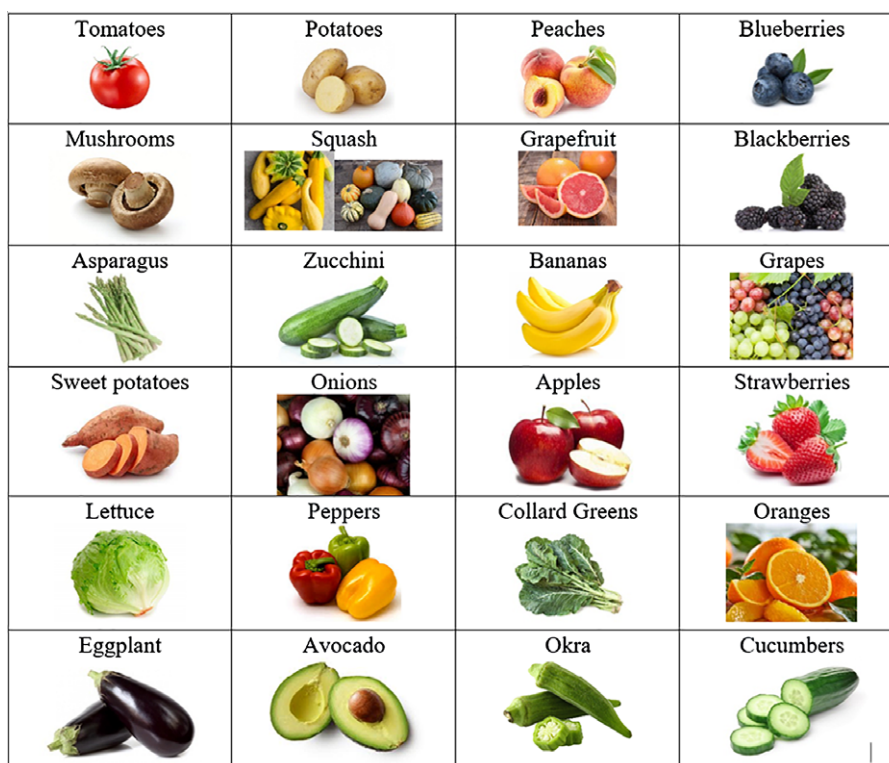 Tomatoes
Potatoes
Peaches
Blueberries
Mushrooms
Squash
Grapefruit
Blackberries
Asparagus
Zucchini
Bananas
Grapes
Sweet potatoes
Onions
Apples
Strawberries
Lettuce
Peppers
Collard Greens
Oranges
Eggplant
Avocado
Okra
Cucumbers